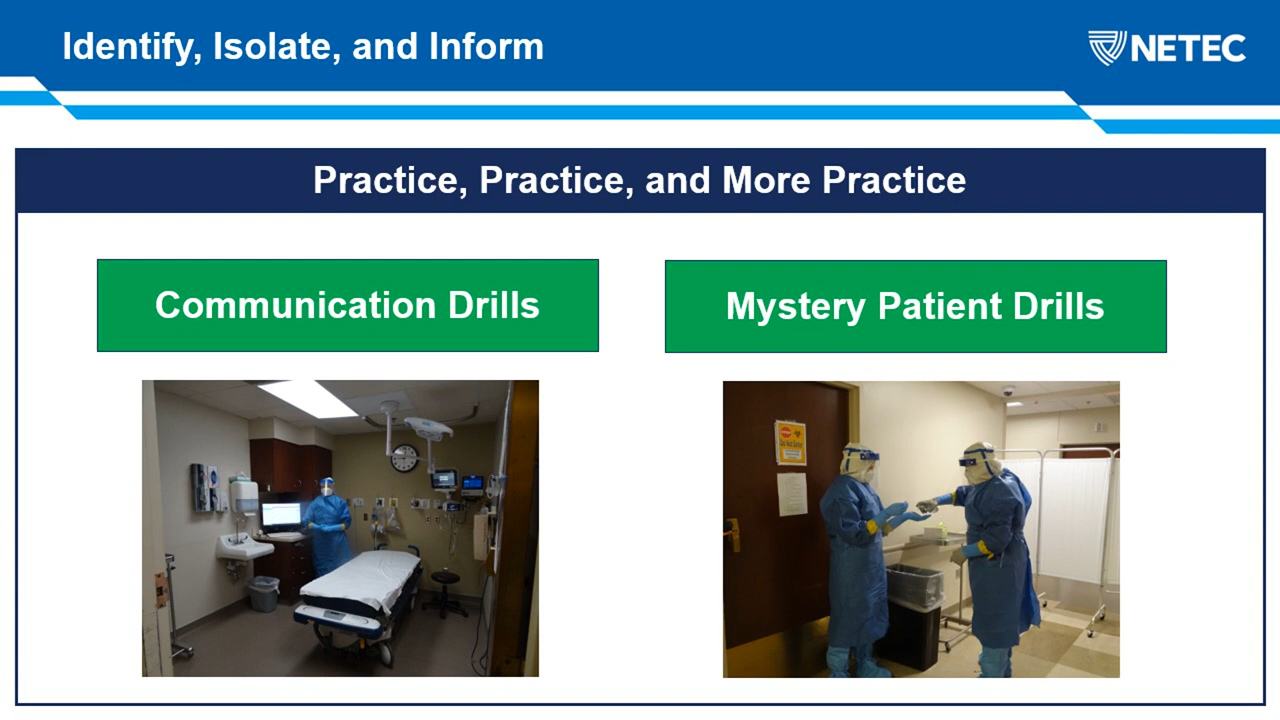 Identify, Isolate, and Inform
NETEC
Practice, Practice, and More Practice
Communication Drills
Mystery Patient Drills